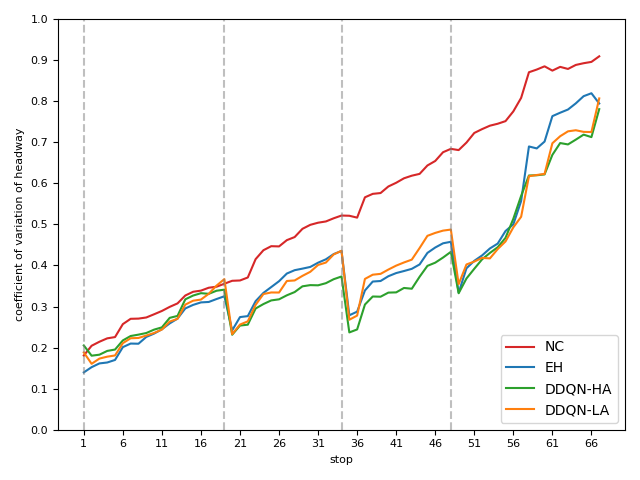 coefficient of variation of headway
1.0
0.9
0.8
0.7
0.6
0.5
0.4
0.3
0.2
0.1
0.0
NC
EH
DDQN-HA
DDQN-LA
1 6 11 16 21 26 31 36 41 46 51 56 61 66
stop